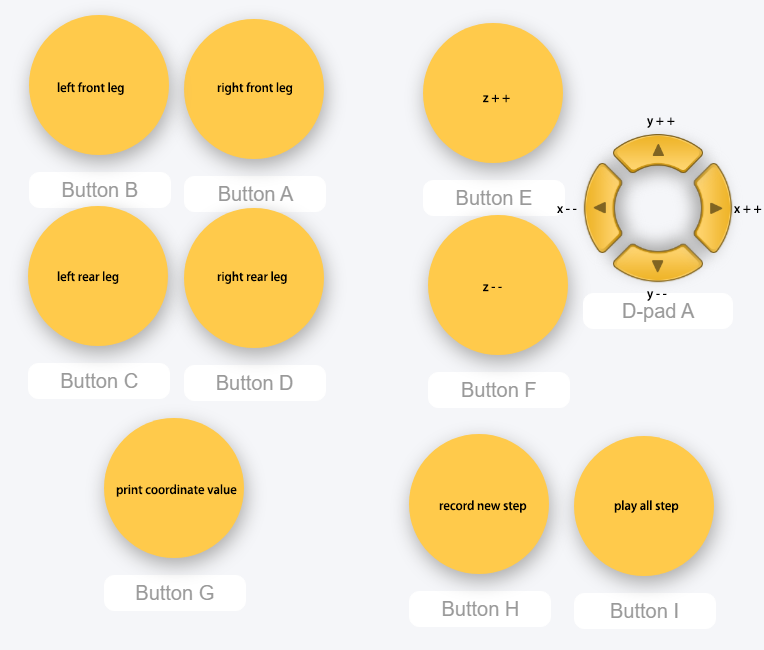 left front leg
right front leg
Button B
Button A
left rear leg
right rear leg
Button C
Button D
print coordinate value
Button G
z++
Button E
z--
Button F
y++
x--
x++
y--
D-pad A
record new step
play all step
Button H
Button I